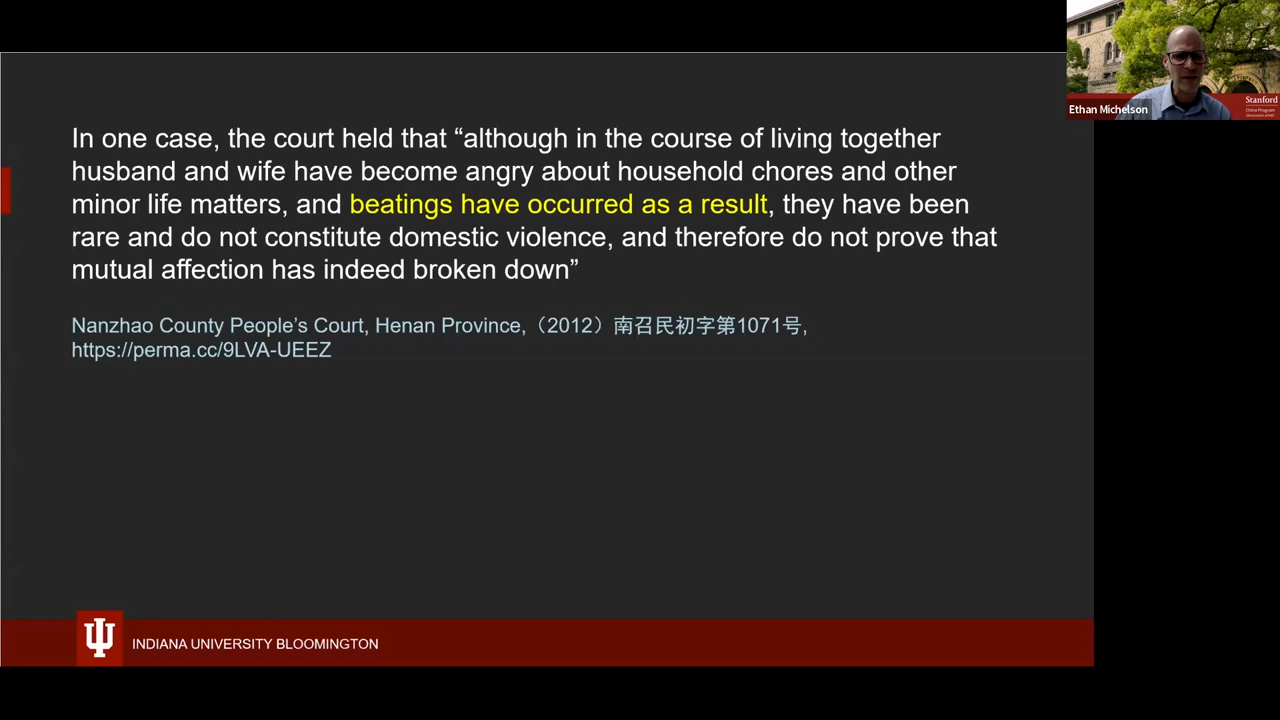 In one case, the court held that “although in the course of living together
husband and wife have become angry about household chores and other
minor life matters, and beatings have occurred as a result, they have been
rare and do not constitute domestic violence, and therefore do not prove that
mutual affection has indeed broken down”
Nanzhao County People’s Court, Henan Province,（2012）南召民初字第1071号,
https://perma.cc/9LVA-UEEZ
INDIANA UNIVERSITY BLOOMINGTON
Ethan Michelson
Stanford
China Program